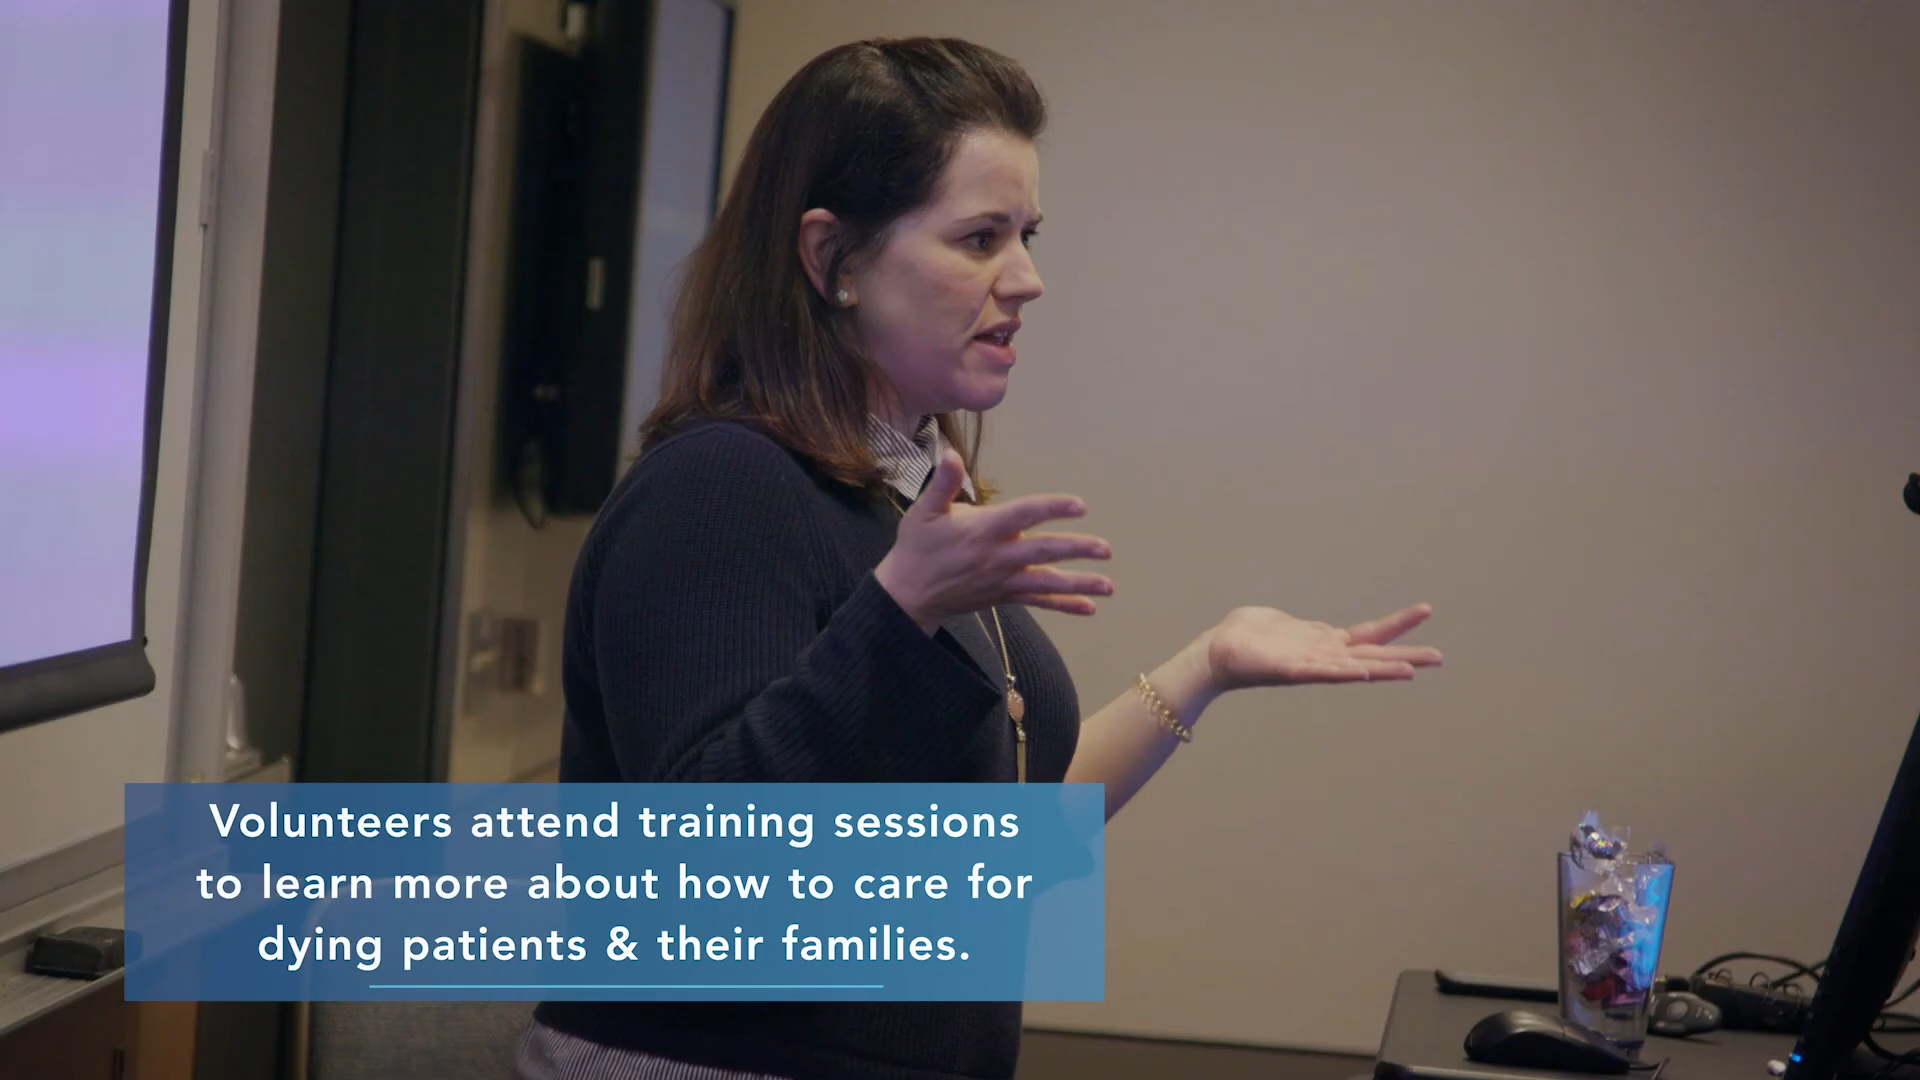 Volunteers attend training sessions
to learn more about how to care for
dying patients & their families.